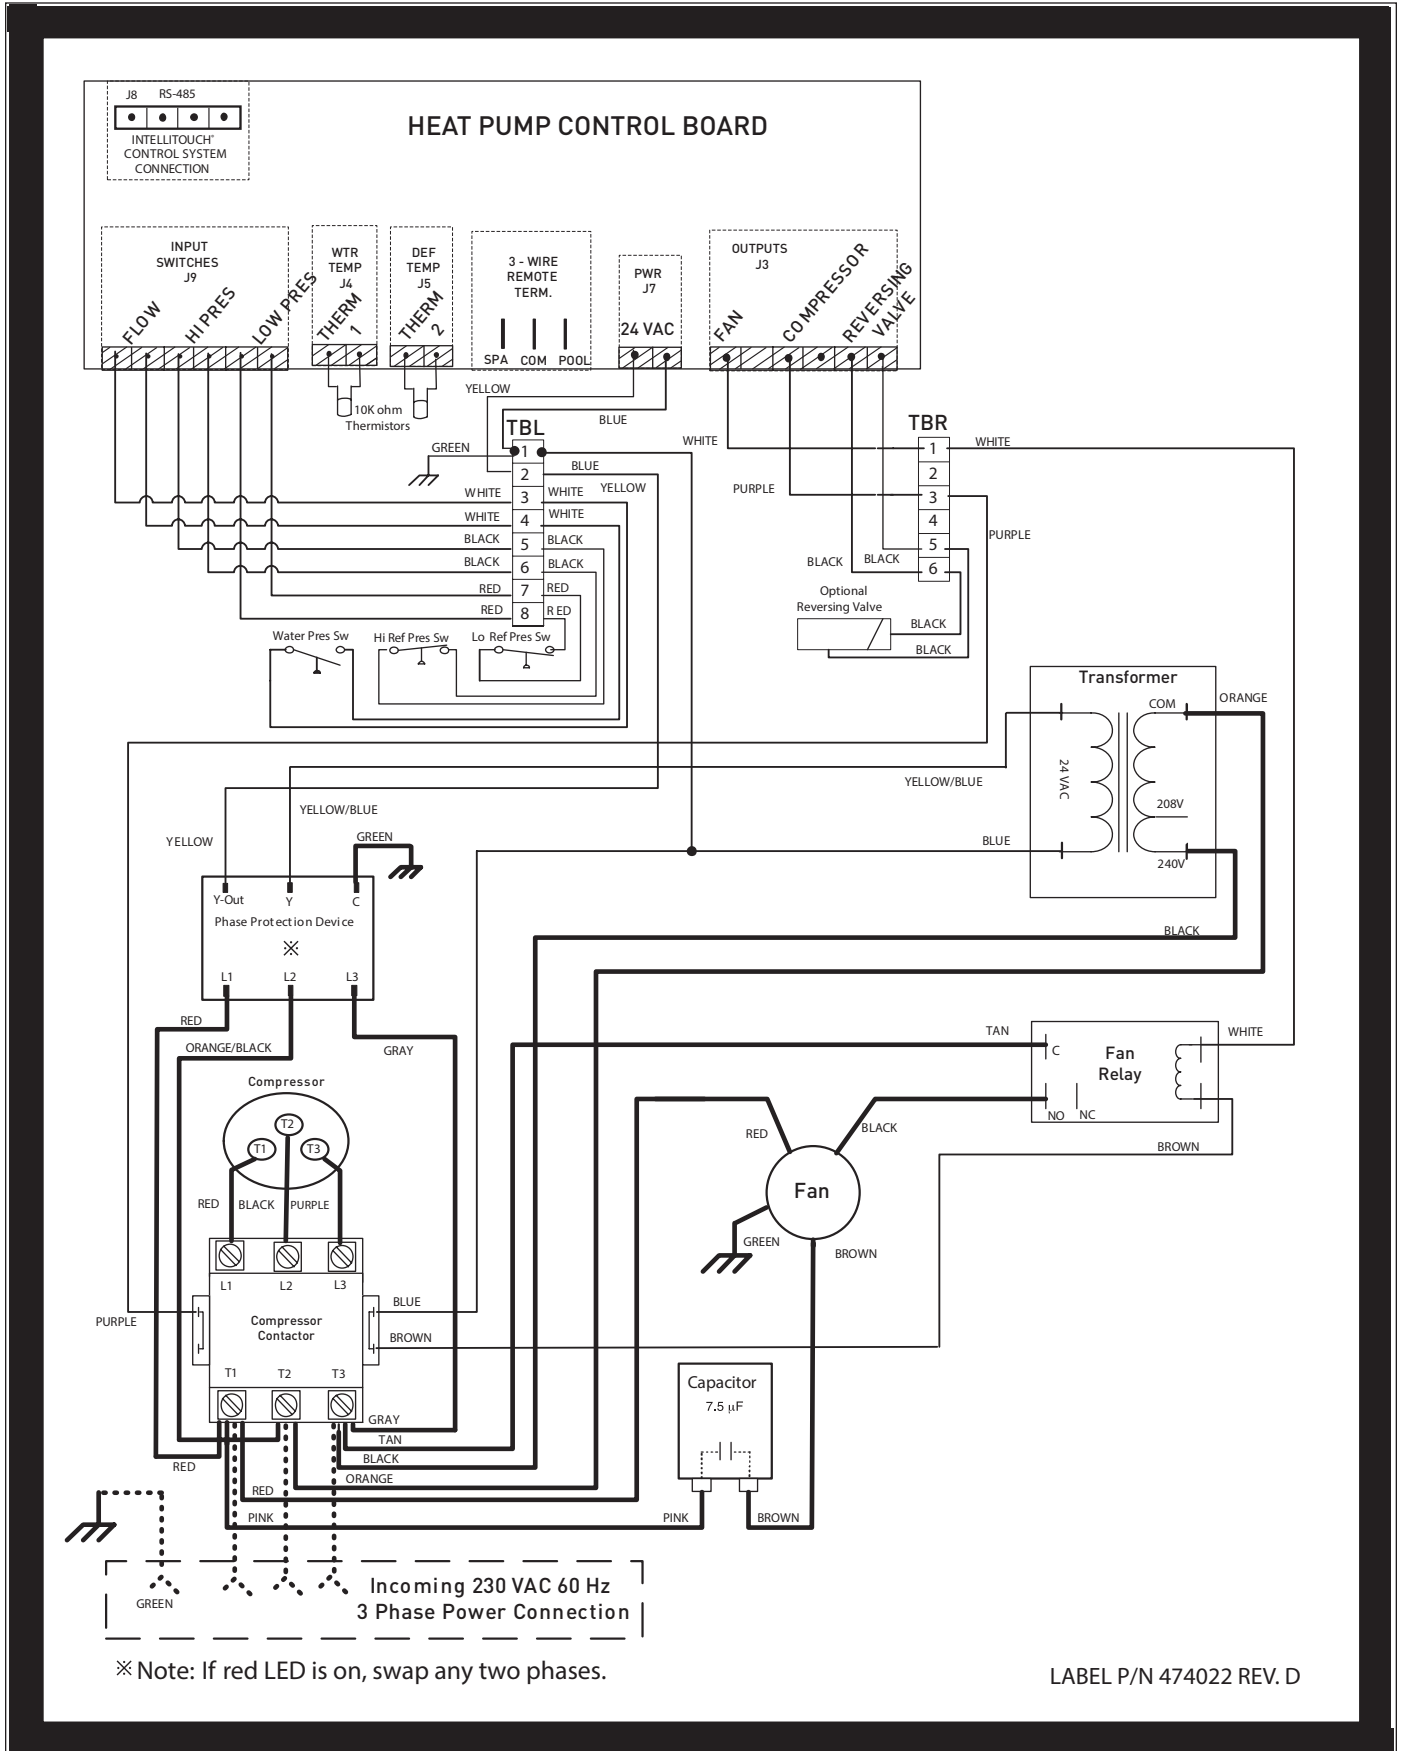 J8 RS-485
HEAT PUMP CONTROL BOARD
INTELLITOUCH"
CONTROL SYSTEM
CONNECTION
INPUT
SWITCHES
J9
FLOW
HI PRES
LOW PRES
WTR
TEMP
J4
THERM
1
DEF
TEMP
J5
THERM
2
3 - WIRE
REMOTE
TERM.
SPA COM POOL
PWR
J7
24 VAC
OUTPUTS
J3
FAN
COMPRESSOR
REVERSING
VALVE
10K ohm
Thermistors
YELLOW
BLUE
TBL
1
2
3
4
5
6
7
8
GREEN
BLUE
YELLOW
WHITE WHITE
WHITE WHITE
BLACK BLACK
BLACK BLACK
RED RED
RED RED
WHITE
TBR
1
2
3
4
5
6
WHITE
PURPLE
PURPLE
BLACK BLACK
Optional
Reversing Valve
BLACK
BLACK
Water Pres Sw
Hi Ref Pres Sw
Lo Ref Pres Sw
Transformer
COM
ORANGE
24 VAC
208V
240V
YELLOW/BLUE
YELLOW/BLUE
YELLOW
GREEN
BLUE
Y-Out Y C
Phase Protection Device
※
L1 L2 L3
BLACK
RED
ORANGE/BLACK
GRAY
TAN
C
Fan
Relay
NO NC
WHITE
BROWN
Compressor
T1 T2 T3
RED BLACK PURPLE
RED
BLACK
Fan
GREEN
BROWN
L1 L2 L3
Compressor
Contactor
T1 T2 T3
PURPLE
BLUE
BROWN
Capacitor
7.5 µF
GRAY
TAN
BLACK
RED
ORANGE
RED
PINK PINK BROWN
GREEN
Incoming 230 VAC 60 Hz
3 Phase Power Connection
※ Note: If red LED is on, swap any two phases.
LABEL P/N 474022 REV. D